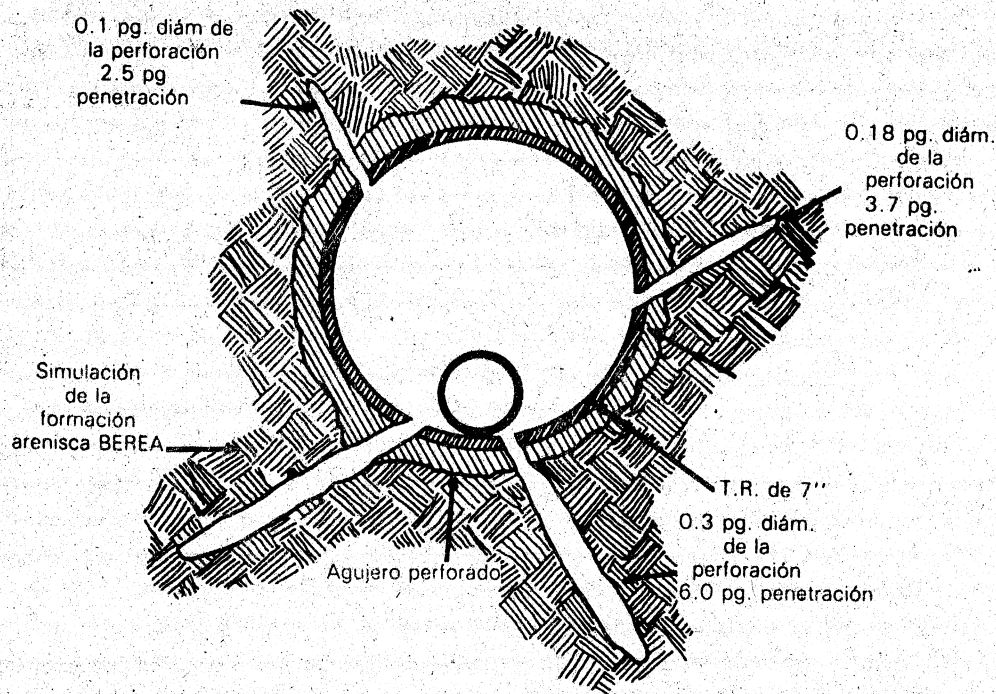 0.1 pg. diám de
la perforación
2.5 pg
penetración
0.18 pg. diám.
de la
perforación
3.7 pg.
penetración
Simulación
de la
formación
arenisca BEREA
T.R. de 7''
0.3 pg. diám.
de la
perforación
6.0 pg. penetración
Agujero perforado